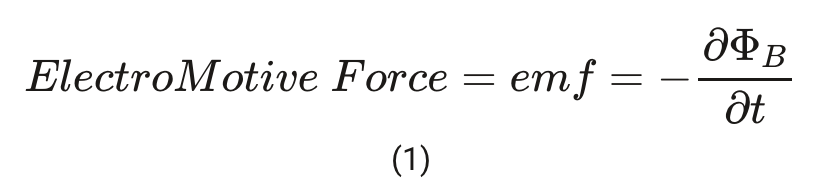 ElectroMotive Force = emf = −∂Φ_B/∂t
(1)